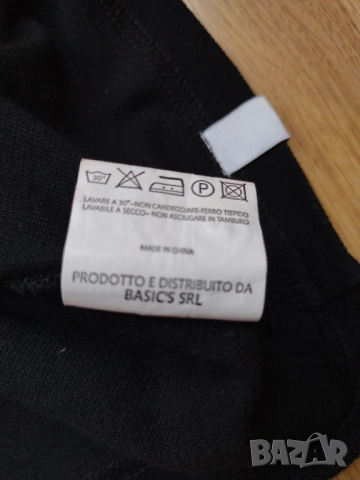 30°
P
LAVARE A 30°-NON CANDEGGIARE-FERRO TIEPIDO
LAVABILE A SECCO-NON ASCIUGARE IN TAMBURO
MADE IN CHINA
PRODOTTO E DISTRIBUITO DA
BASIC'S SRL
BAZAR